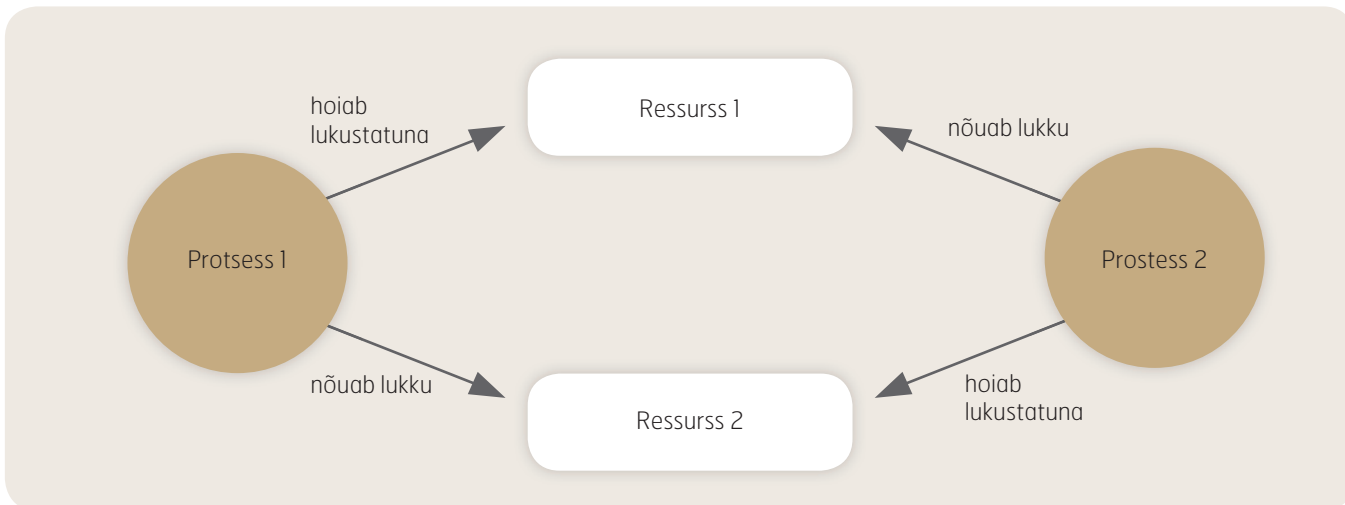 hoiab
lukustatuna
Ressurss 1
nõuab lukku
Protsess 1
Prostess 2
nõuab lukku
hoiab
lukustatuna
Ressurss 2